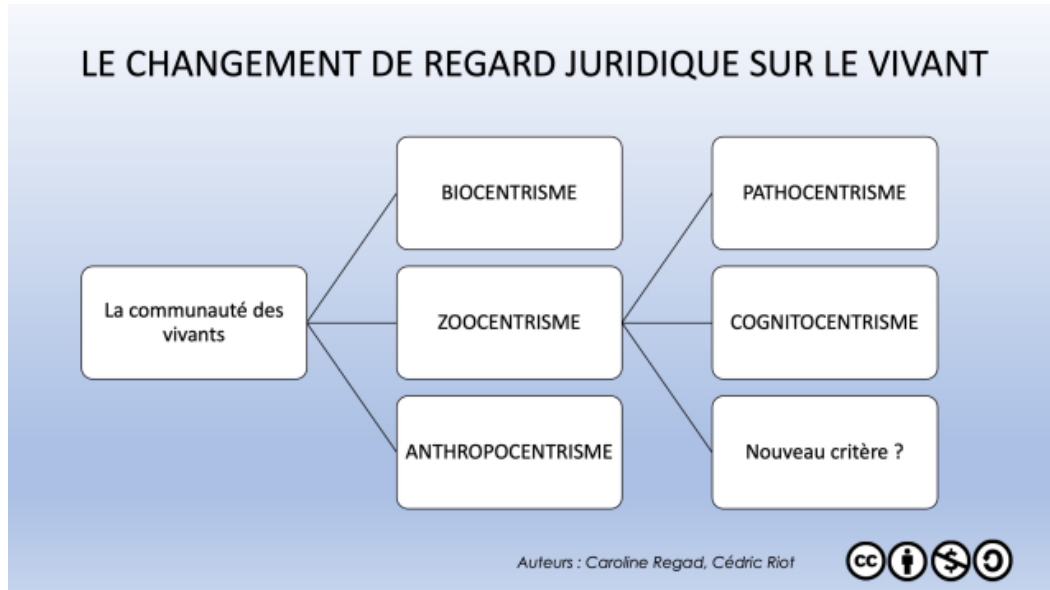 LE CHANGEMENT DE REGARD JURIDIQUE SUR LE VIVANT
La communauté des
vivants
BIOCENTRISME
ZOOCENTRISME
ANTHROPOCENTRISME
PATHOCENTRISME
COGNITOCENTRISME
Nouveau critère ?
Auteurs : Caroline Regad, Cédric Riot
cc